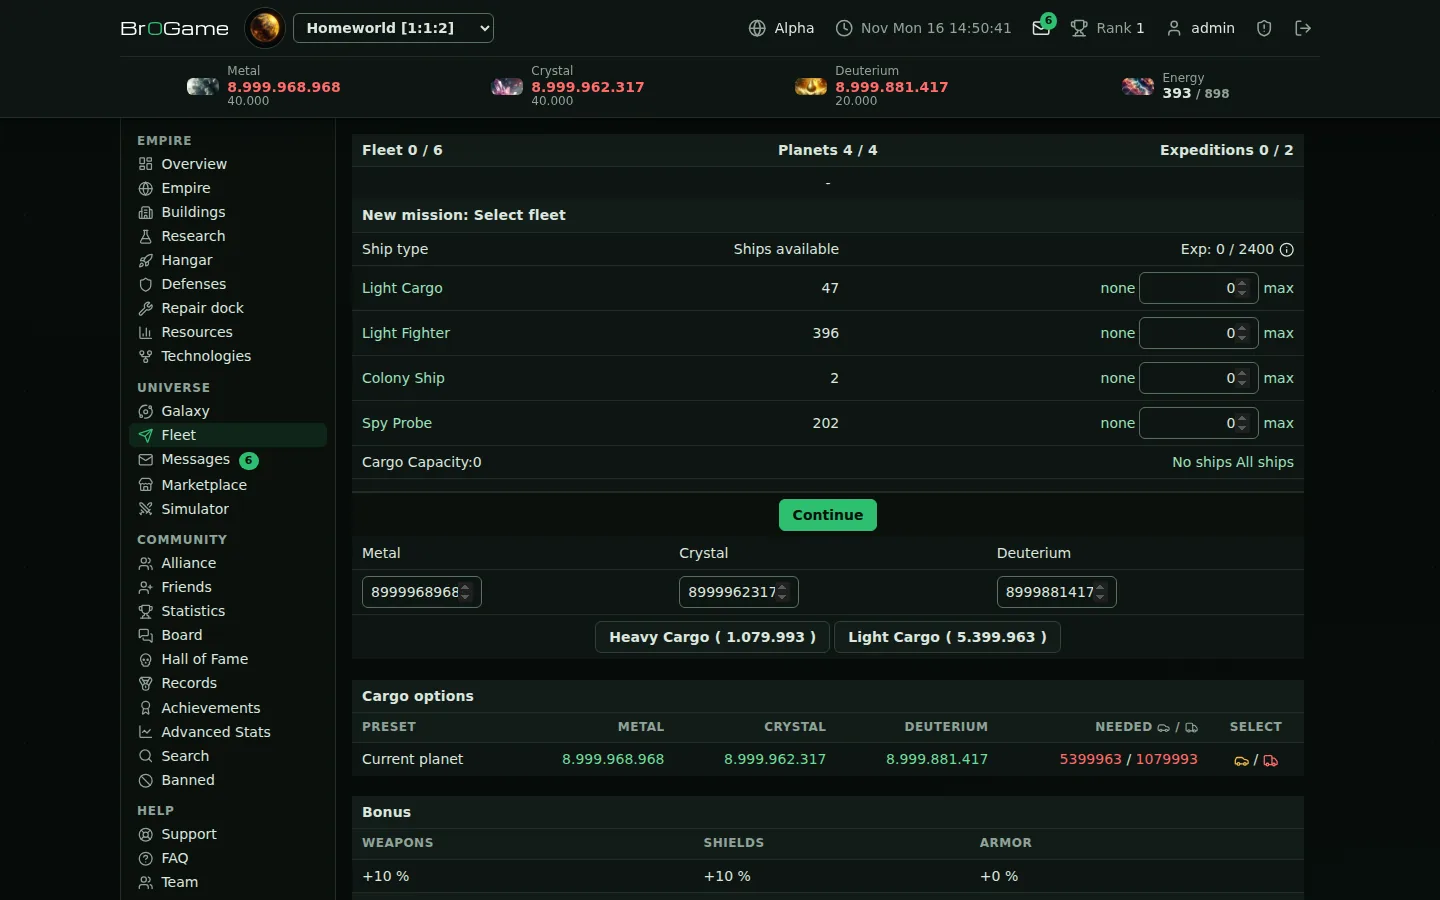 BrOGame
Homeworld [1:1:2]
Alpha
Nov Mon 16 14:50:41
6
Rank 1
admin
Metal
8.999.968.968
40.000
Crystal
8.999.962.317
40.000
Deuterium
8.999.881.417
20.000
Energy
393 / 898
EMPIRE
Overview
Empire
Buildings
Research
Hangar
Defenses
Repair dock
Resources
Technologies
UNIVERSE
Galaxy
Fleet
Messages 6
Marketplace
Simulator
COMMUNITY
Alliance
Friends
Statistics
Board
Hall of Fame
Records
Achievements
Advanced Stats
Search
Banned
HELP
Support
FAQ
Team
Fleet 0 / 6 Planets 4 / 4 Expeditions 0 / 2
-
New mission: Select fleet
Ship type Ships available Exp: 0 / 2400
Light Cargo 47 none 0 max
Light Fighter 396 none 0 max
Colony Ship 2 none 0 max
Spy Probe 202 none 0 max
Cargo Capacity:0 No ships All ships
Continue
Metal Crystal Deuterium
8999968968 8999962317 8999881417
Heavy Cargo ( 1.079.993 ) Light Cargo ( 5.399.963 )
Cargo options
PRESET METAL CRYSTAL DEUTERIUM NEEDED / SELECT
Current planet 8.999.968.968 8.999.962.317 8.999.881.417 5399963 / 1079993 /
Bonus
WEAPONS SHIELDS ARMOR
+10 % +10 % +0 %